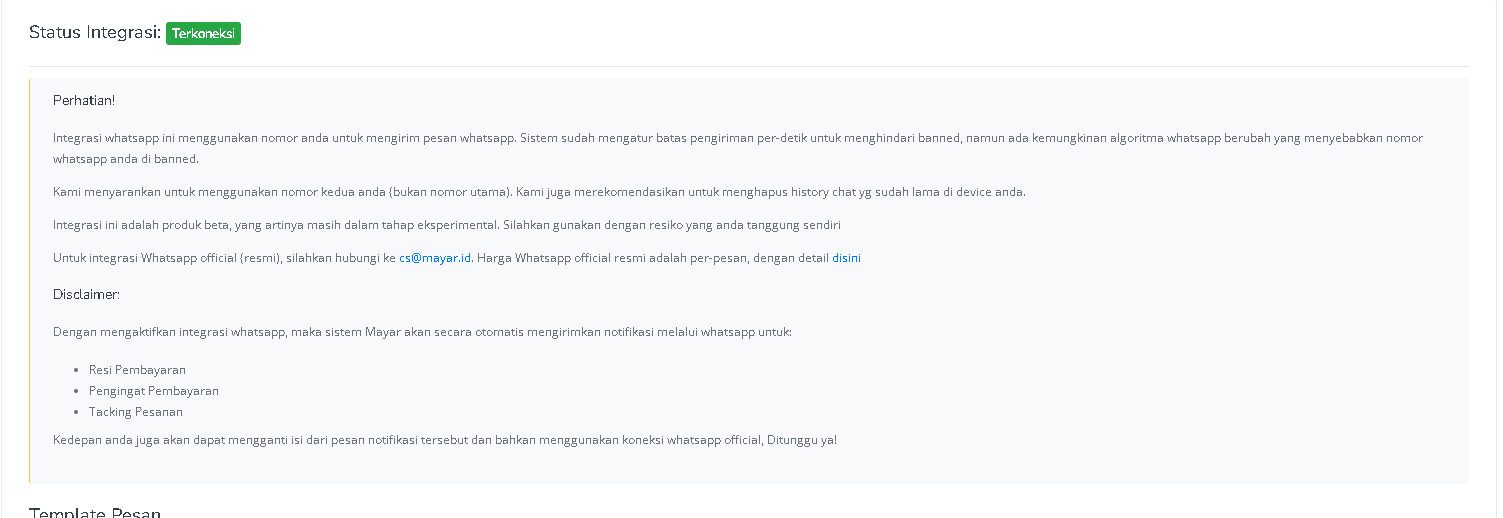 Status Integrasi: Terkoneksi
Perhatian!
Integrasi whatsapp ini menggunakan nomor anda untuk mengirim pesan whatsapp. Sistem sudah mengatur batas pengiriman per-detik untuk menghindari banned, namun ada kemungkinan algoritma whatsapp berubah yang menyebabkan nomor
whatsapp anda di banned.
Kami menyarankan untuk menggunakan nomor kedua anda (bukan nomor utama). Kami juga merekomendasikan untuk menghapus history chat yg sudah lama di device anda.
Integrasi ini adalah produk beta, yang artinya masih dalam tahap eksperimental. Silahkan gunakan dengan resiko yang anda tanggung sendiri
Untuk integrasi Whatsapp official (resmi), silahkan hubungi ke cs@mayar.id. Harga Whatsapp official resmi adalah per-pesan, dengan detail disini
Disclaimer:
Dengan mengaktifkan integrasi whatsapp, maka sistem Mayar akan secara otomatis mengirimkan notifikasi melalui whatsapp untuk:
• Resi Pembayaran
• Pengingat Pembayaran
• Tacking Pesanan
Kedepan anda juga akan dapat mengganti isi dari pesan notifikasi tersebut dan bahkan menggunakan koneksi whatsapp official, Ditunggu ya!
Template Pesan